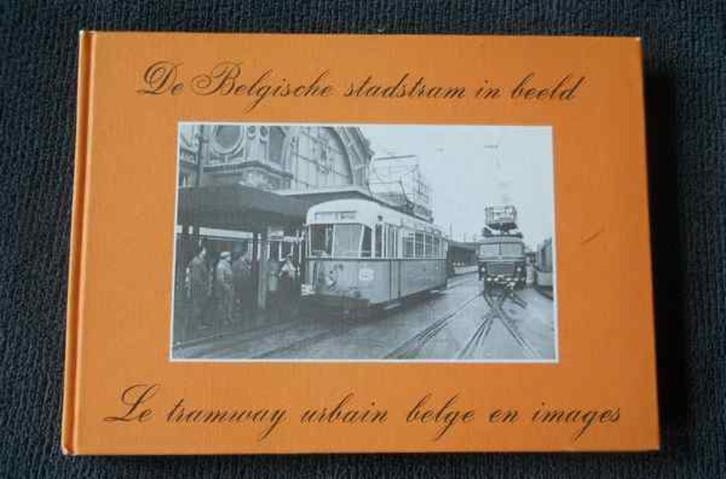 De Belgische stadstram in beeld
Le tramway urbain belge en images